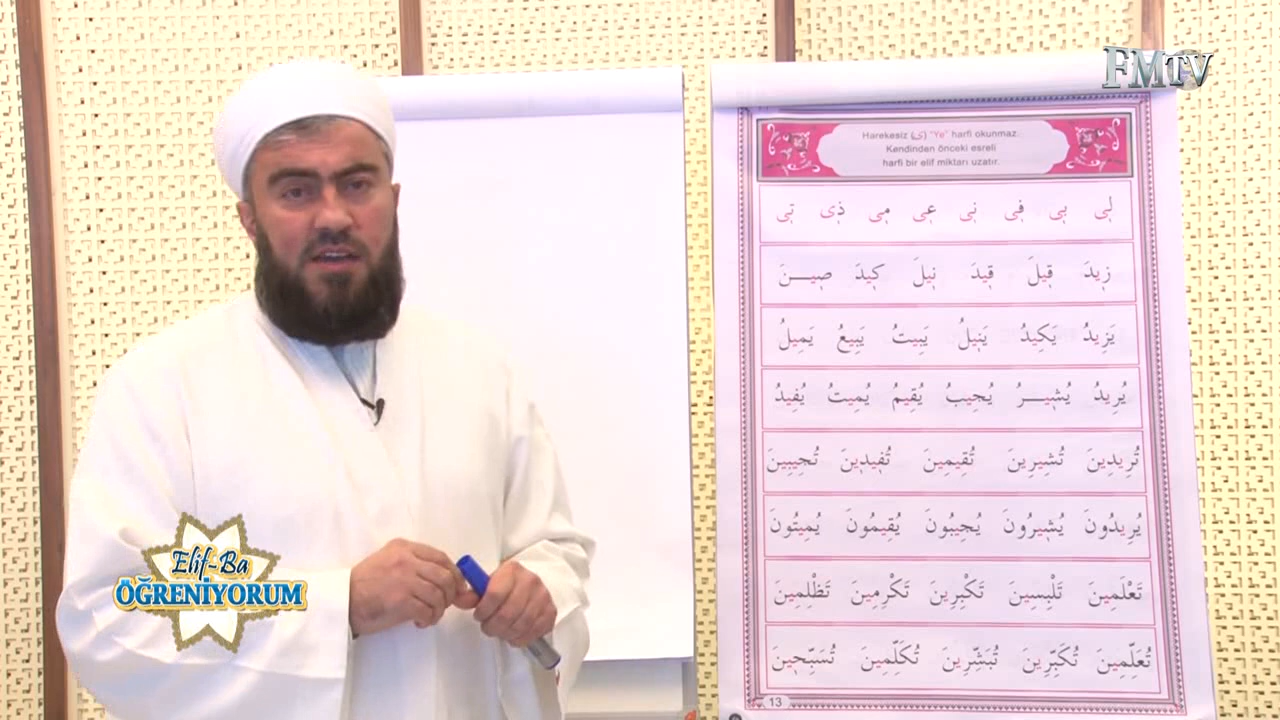 FMTV
Harekesiz (ى) "Ye" harfi okunmaz.
Kendinden önceki esreli
harfi bir elif miktarı uzatır.
لِى بِى فِى نِى عِى مِى ذِى تِى
زِيدَ قِيلَ قِيدَ نِيلَ كِيدَ صِيــنَ
يَزِيدُ يَكِيدُ يَنِيلُ يَبِيتُ يَبِيعُ يَمِيلُ
يُرِيدُ يُشِيــرُ يُجِيبُ يُقِيمُ يُمِيتُ يُفِيدُ
تُرِيدِينَ تُشِيرِينَ تُقِيمِينَ تُفِيدِينَ تُجِيبِينَ
يُرِيدُونَ يُشِيرُونَ يُجِيبُونَ يُقِيمُونَ يُمِيتُونَ
تَعْلَمِينَ تَلْبِسِينَ تَكْبِرِينَ تَكْرِمِينَ تَظْلِمِينَ
تُعَلِّمِينَ تُكَبِّرِينَ تُبَشِّرِينَ تُكَلِّمِينَ تُسَبِّحِينَ
13
Elif-Ba
ÖĞRENİYORUM